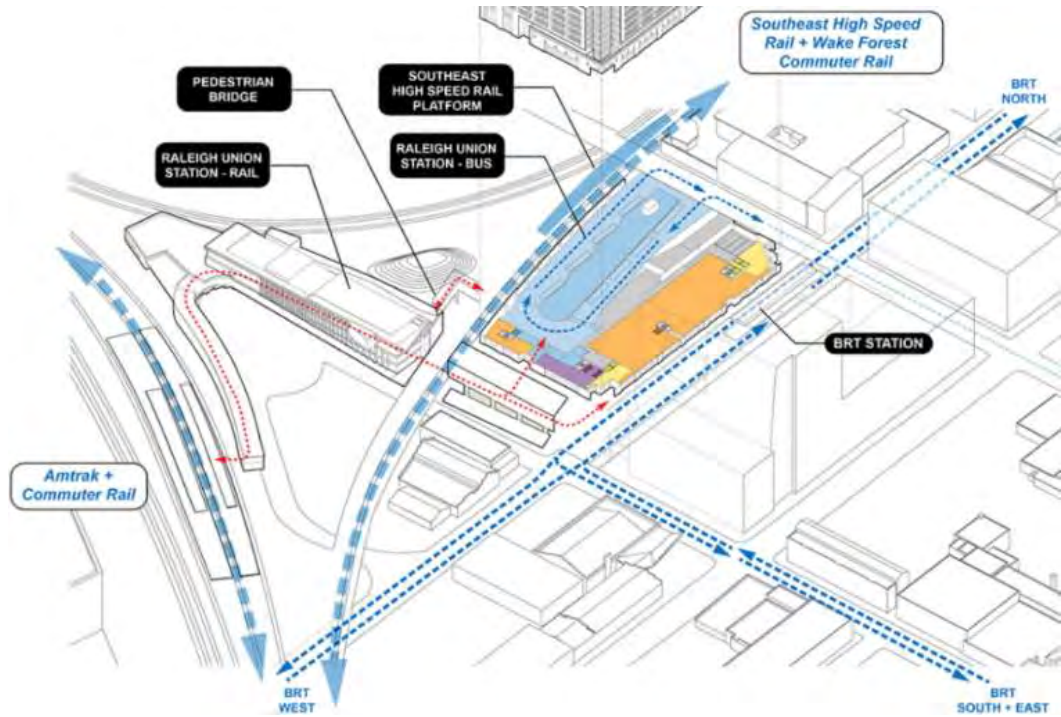 Southeast High Speed
Rail + Wake Forest
Commuter Rail
PEDESTRIAN
BRIDGE
SOUTHEAST
HIGH SPEED RAIL
PLATFORM
BRT
NORTH
RALEIGH UNION
STATION - RAIL
RALEIGH UNION
STATION - BUS
BRT STATION
Amtrak +
Commuter Rail
BRT
WEST
BRT
SOUTH + EAST